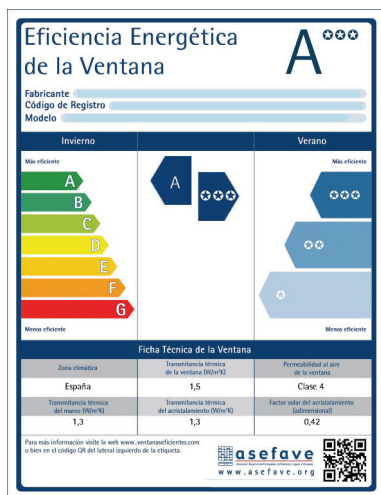 Eficiencia Energética
de la Ventana
A
Fabricante
Código de Registro
Modelo
Invierno
Verano
Más eficiente
Más eficiente
A
B
C
D
E
F
G
A
Menos eficiente
Menos eficiente
Ficha Técnica de la Ventana
Zona climática
España
Transmitancia térmica
de la ventana (W/m²K)
1,5
Permeabilidad al aire
de la ventana
Clase 4
Transmitancia térmica
del marco (W/m²K)
1,3
Transmitancia térmica
del acristalamiento (W/m²K)
1,3
Factor solar del acristalamiento
(adimensional)
0,42
Para más información visite la web www.ventanaseficientes.com
o bien en el código QR del lateral izquierdo de la etiqueta.
asefave
www.asefave.org